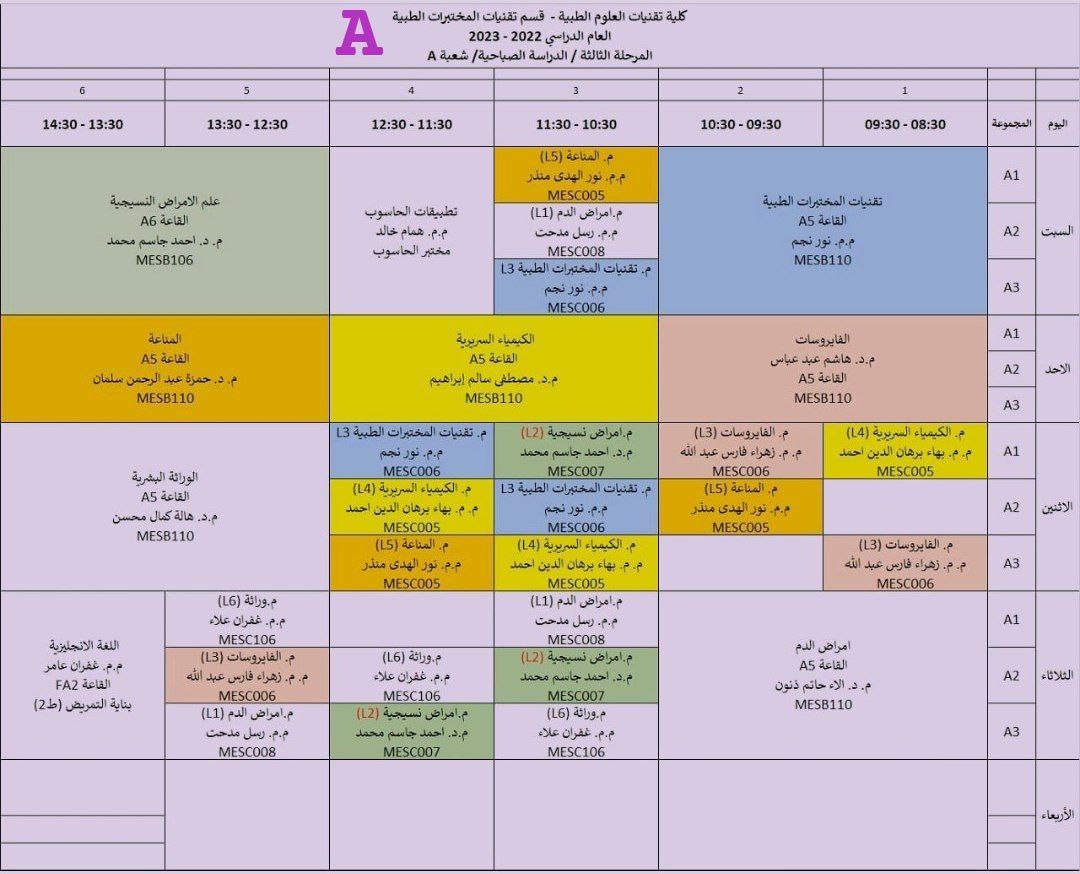 A
كلية تقنيات العلوم الطبية - قسم تقنيات المختبرات الطبية
العام الدراسي 2022 - 2023
المرحلة الثالثة / الدراسة الصباحية/ شعبة A
1 2 3 4 5 6
اليوم المجموعة 09:30 - 08:30 10:30 - 09:30 11:30 - 10:30 12:30 - 11:30 13:30 - 12:30 14:30 - 13:30
السبت
A1
A2
A3
تقنيات المختبرات الطبية
القاعة A5
م.م. نور نجم
MESB110
م. المناعة (L5)
م.م. نور الهدى منذر
MESC005
م.امراض الدم (L1)
م.م. رسل مدحت
MESC008
م. تقنيات المختبرات الطبية L3
م.م. نور نجم
MESC006
تطبيقات الحاسوب
م.م. همام خالد
مختبر الحاسوب
علم الامراض النسيجية
القاعة A6
م. د. احمد جاسم محمد
MESB106
الاحد
A1
A2
A3
الفايروسات
م.د. هاشم عبد عباس
القاعة A5
MESB110
الكيمياء السريرية
القاعة A5
م.د. مصطفى سالم إبراهيم
MESB110
المناعة
القاعة A5
م. د. حمزة عبد الرحمن سلمان
MESB110
الاثنين
A1
م. الكيمياء السريرية (L4)
م. م. بهاء برهان الدين احمد
MESC005
م. الفايروسات (L3)
م. م. زهراء فارس عبد الله
MESC006
م.امراض نسيجية (L2)
م.د. احمد جاسم محمد
MESC007
م. تقنيات المختبرات الطبية L3
م.م. نور نجم
MESC006
A2
م. المناعة (L5)
م.م. نور الهدى منذر
MESC005
م. تقنيات المختبرات الطبية L3
م.م. نور نجم
MESC006
م. الكيمياء السريرية (L4)
م. م. بهاء برهان الدين احمد
MESC005
A3
م. الفايروسات (L3)
م. م. زهراء فارس عبد الله
MESC006
م. الكيمياء السريرية (L4)
م. م. بهاء برهان الدين احمد
MESC005
م. المناعة (L5)
م.م. نور الهدى منذر
MESC005
الوراثة البشرية
القاعة A5
م.د. هالة كمال محسن
MESB110
الثلاثاء
A1
A2
A3
امراض الدم
القاعة A5
م. د. الاء حاتم ذنون
MESB110
م.امراض الدم (L1)
م.م. رسل مدحت
MESC008
م.وراثة (L6)
م.م. غفران علاء
MESC106
م.امراض نسيجية (L2)
م.د. احمد جاسم محمد
MESC007
م.وراثة (L6)
م.م. غفران علاء
MESC106
م. الفايروسات (L3)
م. م. زهراء فارس عبد الله
MESC006
م.وراثة (L6)
م.م. غفران علاء
MESC106
م.امراض نسيجية (L2)
م.د. احمد جاسم محمد
MESC007
م.امراض الدم (L1)
م.م. رسل مدحت
MESC008
اللغة الانجليزية
م.م. غفران عامر
القاعة FA2
بناية التمريض (ط2)
الأربعاء